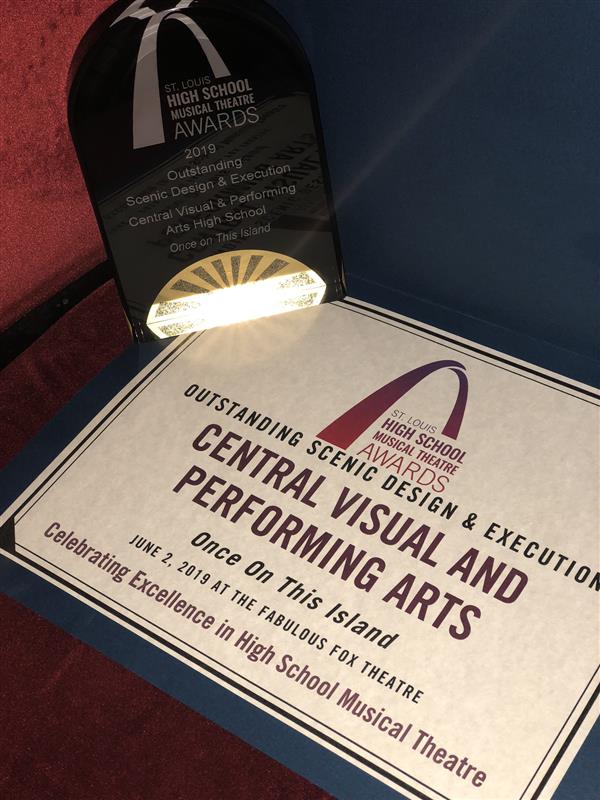 ST. LOUIS
HIGH SCHOOL
MUSICAL THEATRE
AWARDS
2019
Outstanding
Scenic Design & Execution
Central Visual & Performing
Arts High School
Once on This Island
ST. LOUIS
HIGH SCHOOL
MUSICAL THEATRE
AWARDS
OUTSTANDING SCENIC DESIGN & EXECUTION
CENTRAL VISUAL AND
PERFORMING ARTS
Once On This Island
JUNE 2, 2019 AT THE FABULOUS FOX THEATRE
Celebrating Excellence in High School Musical Theatre